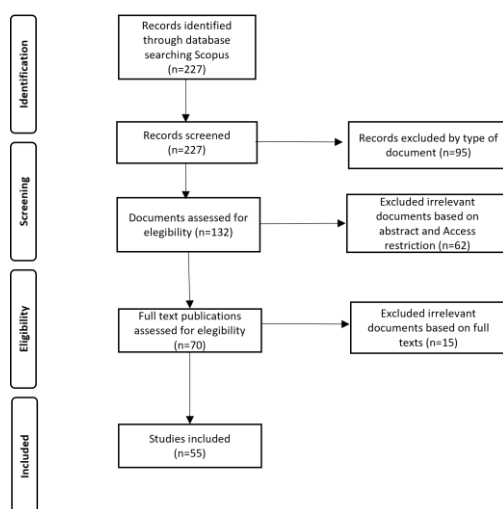 Identification
Records identified
through database
searching Scopus
(n=227)
Records screened
(n=227)
Records excluded by type of
document (n=95)
Screening
Documents assessed for
elegibility (n=132)
Excluded irrelevant
documents based on
abstract and Access
restriction (n=62)
Eligibility
Full text publications
assessed for elegibility
(n=70)
Excluded irrelevant
documents based on full
texts (n=15)
Included
Studies included
(n=55)